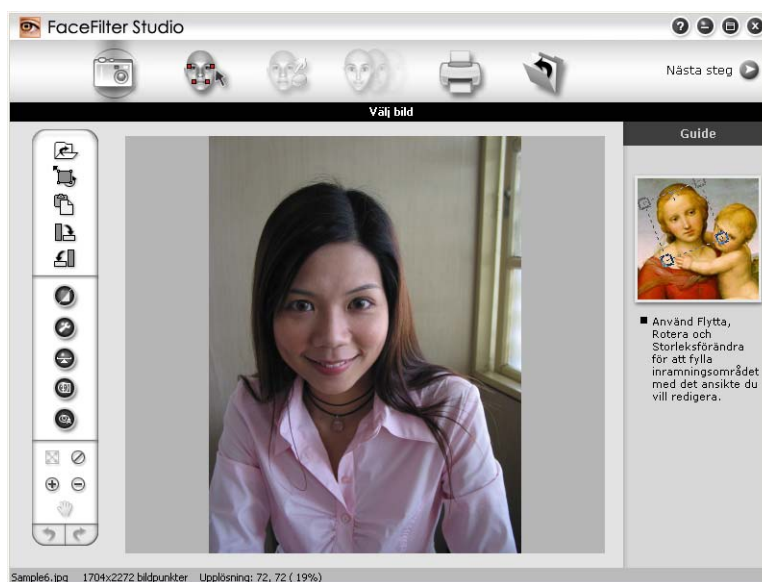 FaceFilter Studio
Nästa steg
Välj bild
Guide
Använd Flytta,
Rotera och
Storleksförändra
för att fylla
inramningsområdet
med det ansikte du
vill redigera.
Sample6.jpg 1704x2272 bildpunkter Upplösning: 72, 72 ( 19%)